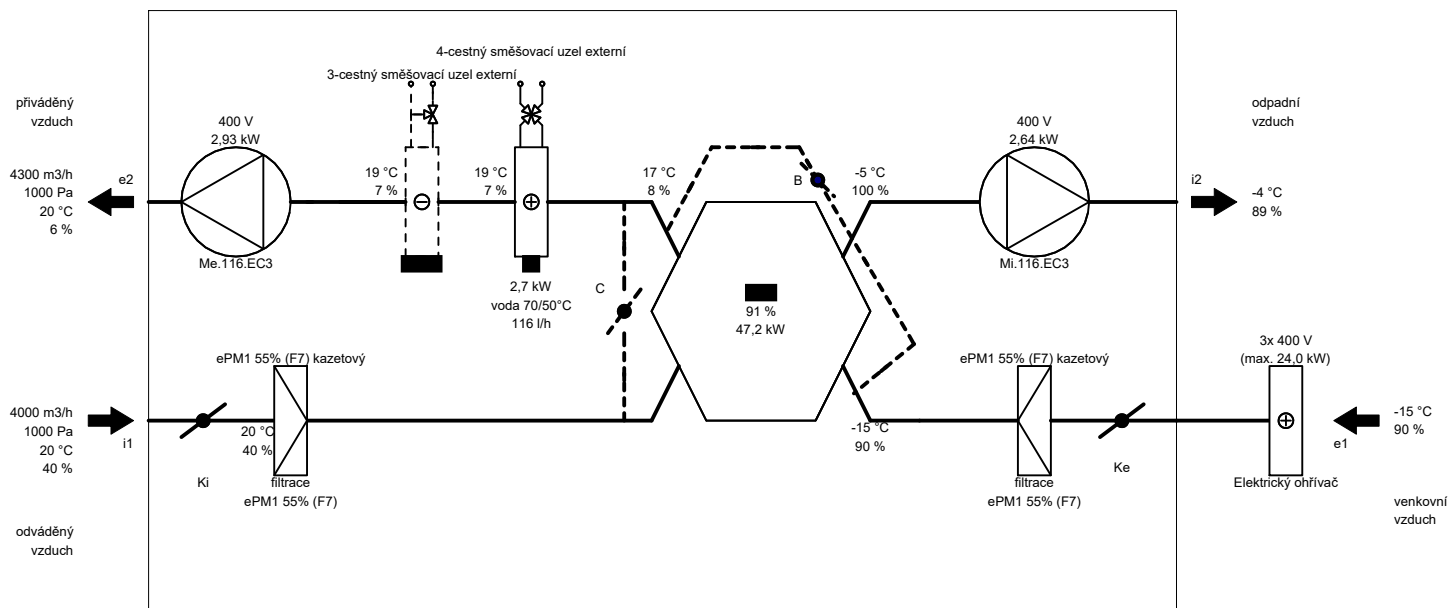 4-cestný směšovací uzel externí
3-cestný směšovací uzel externí
přiváděný
vzduch
400 V
2,93 kW
4300 m3/h
1000 Pa
20 °C
6 %
e2
Me.116.EC3
19 °C
7 %
19 °C
7 %
17 °C
8 %
2,7 kW
voda 70/50°C
116 l/h
C
B
91 %
47,2 kW
-5 °C
100 %
400 V
2,64 kW
Mi.116.EC3
odpadní
vzduch
i2
-4 °C
89 %
ePM1 55% (F7) kazetový
4000 m3/h
1000 Pa
20 °C
40 %
i1
Ki
20 °C
40 %
filtrace
ePM1 55% (F7)
odváděný
vzduch
-15 °C
90 %
ePM1 55% (F7) kazetový
filtrace
ePM1 55% (F7)
Ke
3x 400 V
(max. 24,0 kW)
Elektrický ohřívač
e1
-15 °C
90 %
venkovní
vzduch